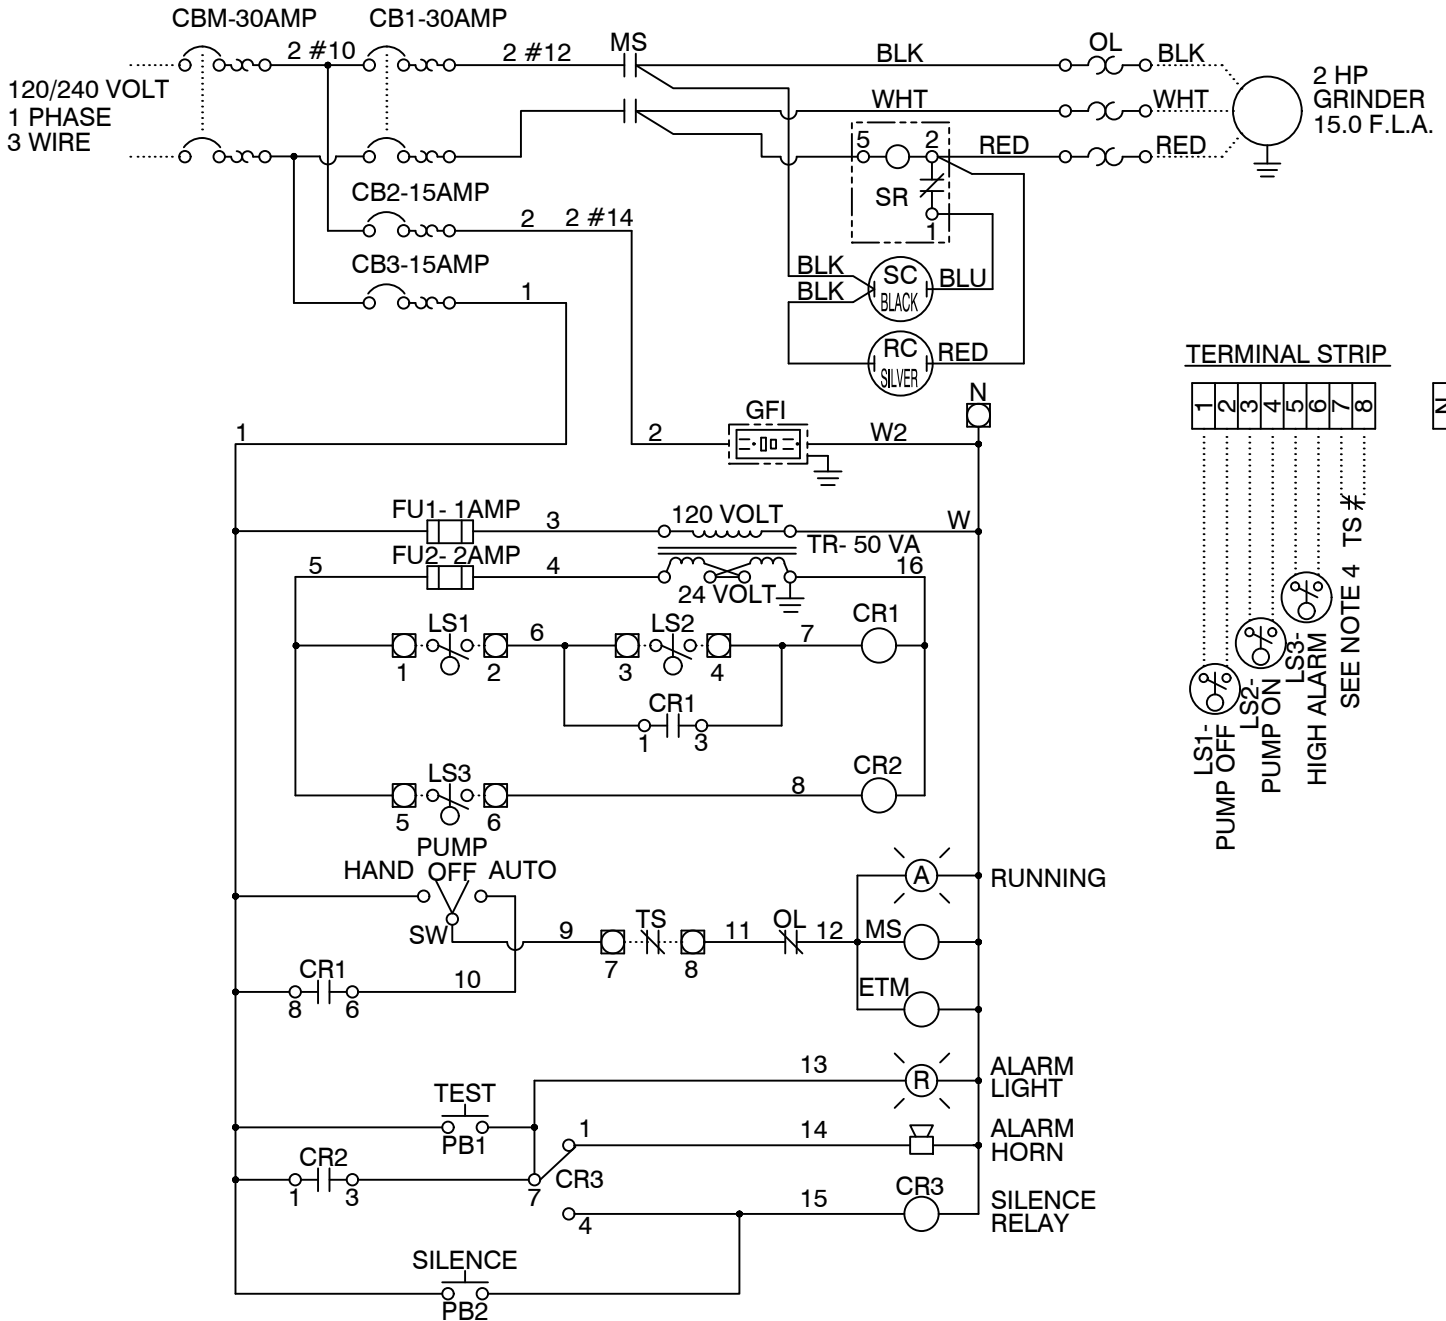 CBM-30AMP
CB1-30AMP
2 #10
2 #12
MS
BLK
OL
BLK
120/240 VOLT
1 PHASE
3 WIRE
WHT
WHT
2 HP
GRINDER
15.0 F.L.A.
5
2
RED
RED
SR
1
CB2-15AMP
2
2 #14
CB3-15AMP
1
BLK
BLK
SC
BLACK
BLU
RC
SILVER
RED
TERMINAL STRIP
1
2
3
4
5
6
7
8
N
N
GFI
1
2
W2
FU1- 1AMP
3
120 VOLT
W
TR- 50 VA
FU2- 2AMP
5
4
24 VOLT
16
LS1
6
LS2
7
CR1
1
2
3
4
CR1
1
3
LS3
8
CR2
5
6
TS
SEE NOTE 4
LS3-
HIGH ALARM
LS2-
PUMP ON
LS1-
PUMP OFF
PUMP
HAND
OFF
AUTO
A
RUNNING
SW
9
TS
11
OL
12
MS
7
8
CR1
10
8
6
ETM
13
R
ALARM
LIGHT
TEST
PB1
1
14
ALARM
HORN
CR2
1
3
7
CR3
4
15
CR3
SILENCE
RELAY
SILENCE
PB2